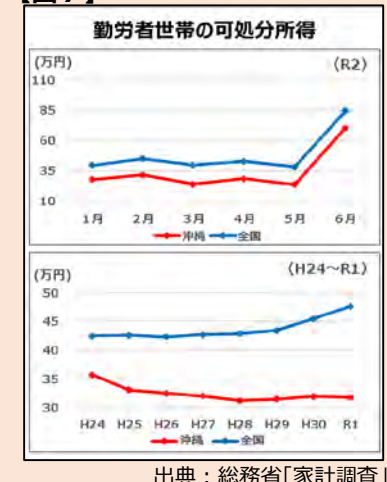 勤労者世帯の可処分所得
(万円)
(R2)
110
85
60
35
10
1月 2月 3月 4月 5月 6月
沖縄 全国
(万円)
(H24~R1)
50
45
40
35
30
H24 H25 H26 H27 H28 H29 H30 R1
沖縄 全国
出典:総務省「家計調査」